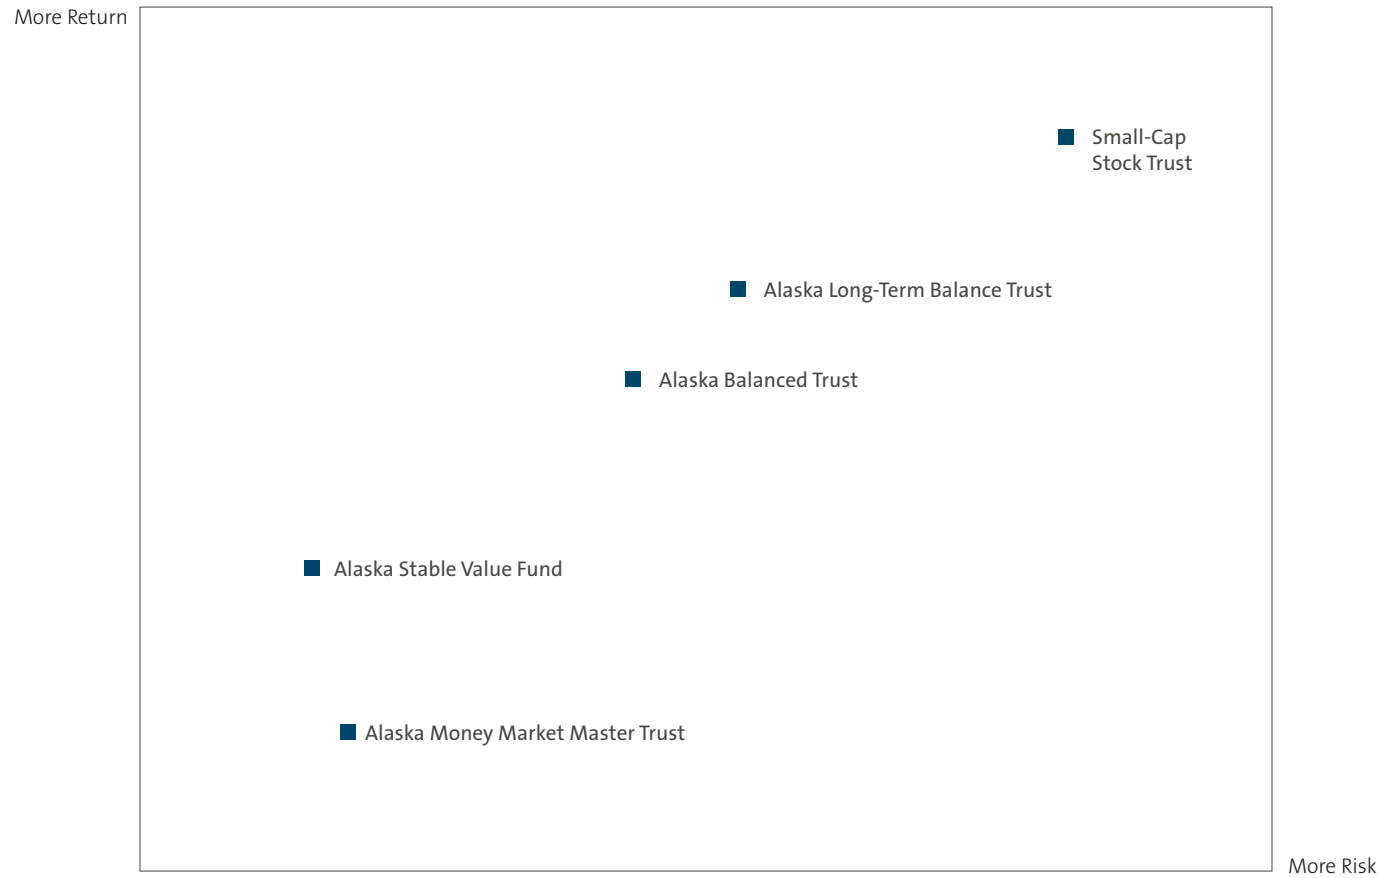 More Return
Small-Cap
Stock Trust
Alaska Long-Term Balance Trust
Alaska Balanced Trust
Alaska Stable Value Fund
Alaska Money Market Master Trust
More Risk